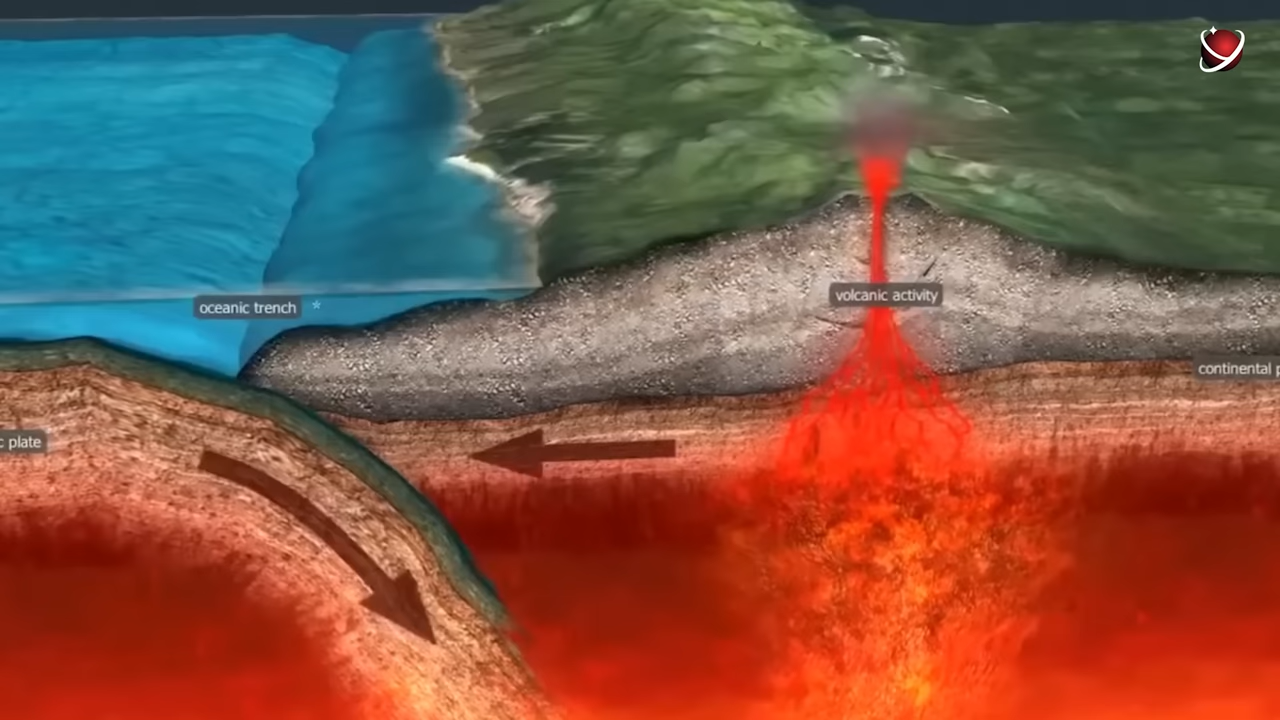 oceanic trench *
volcanic activity
continental p
c plate